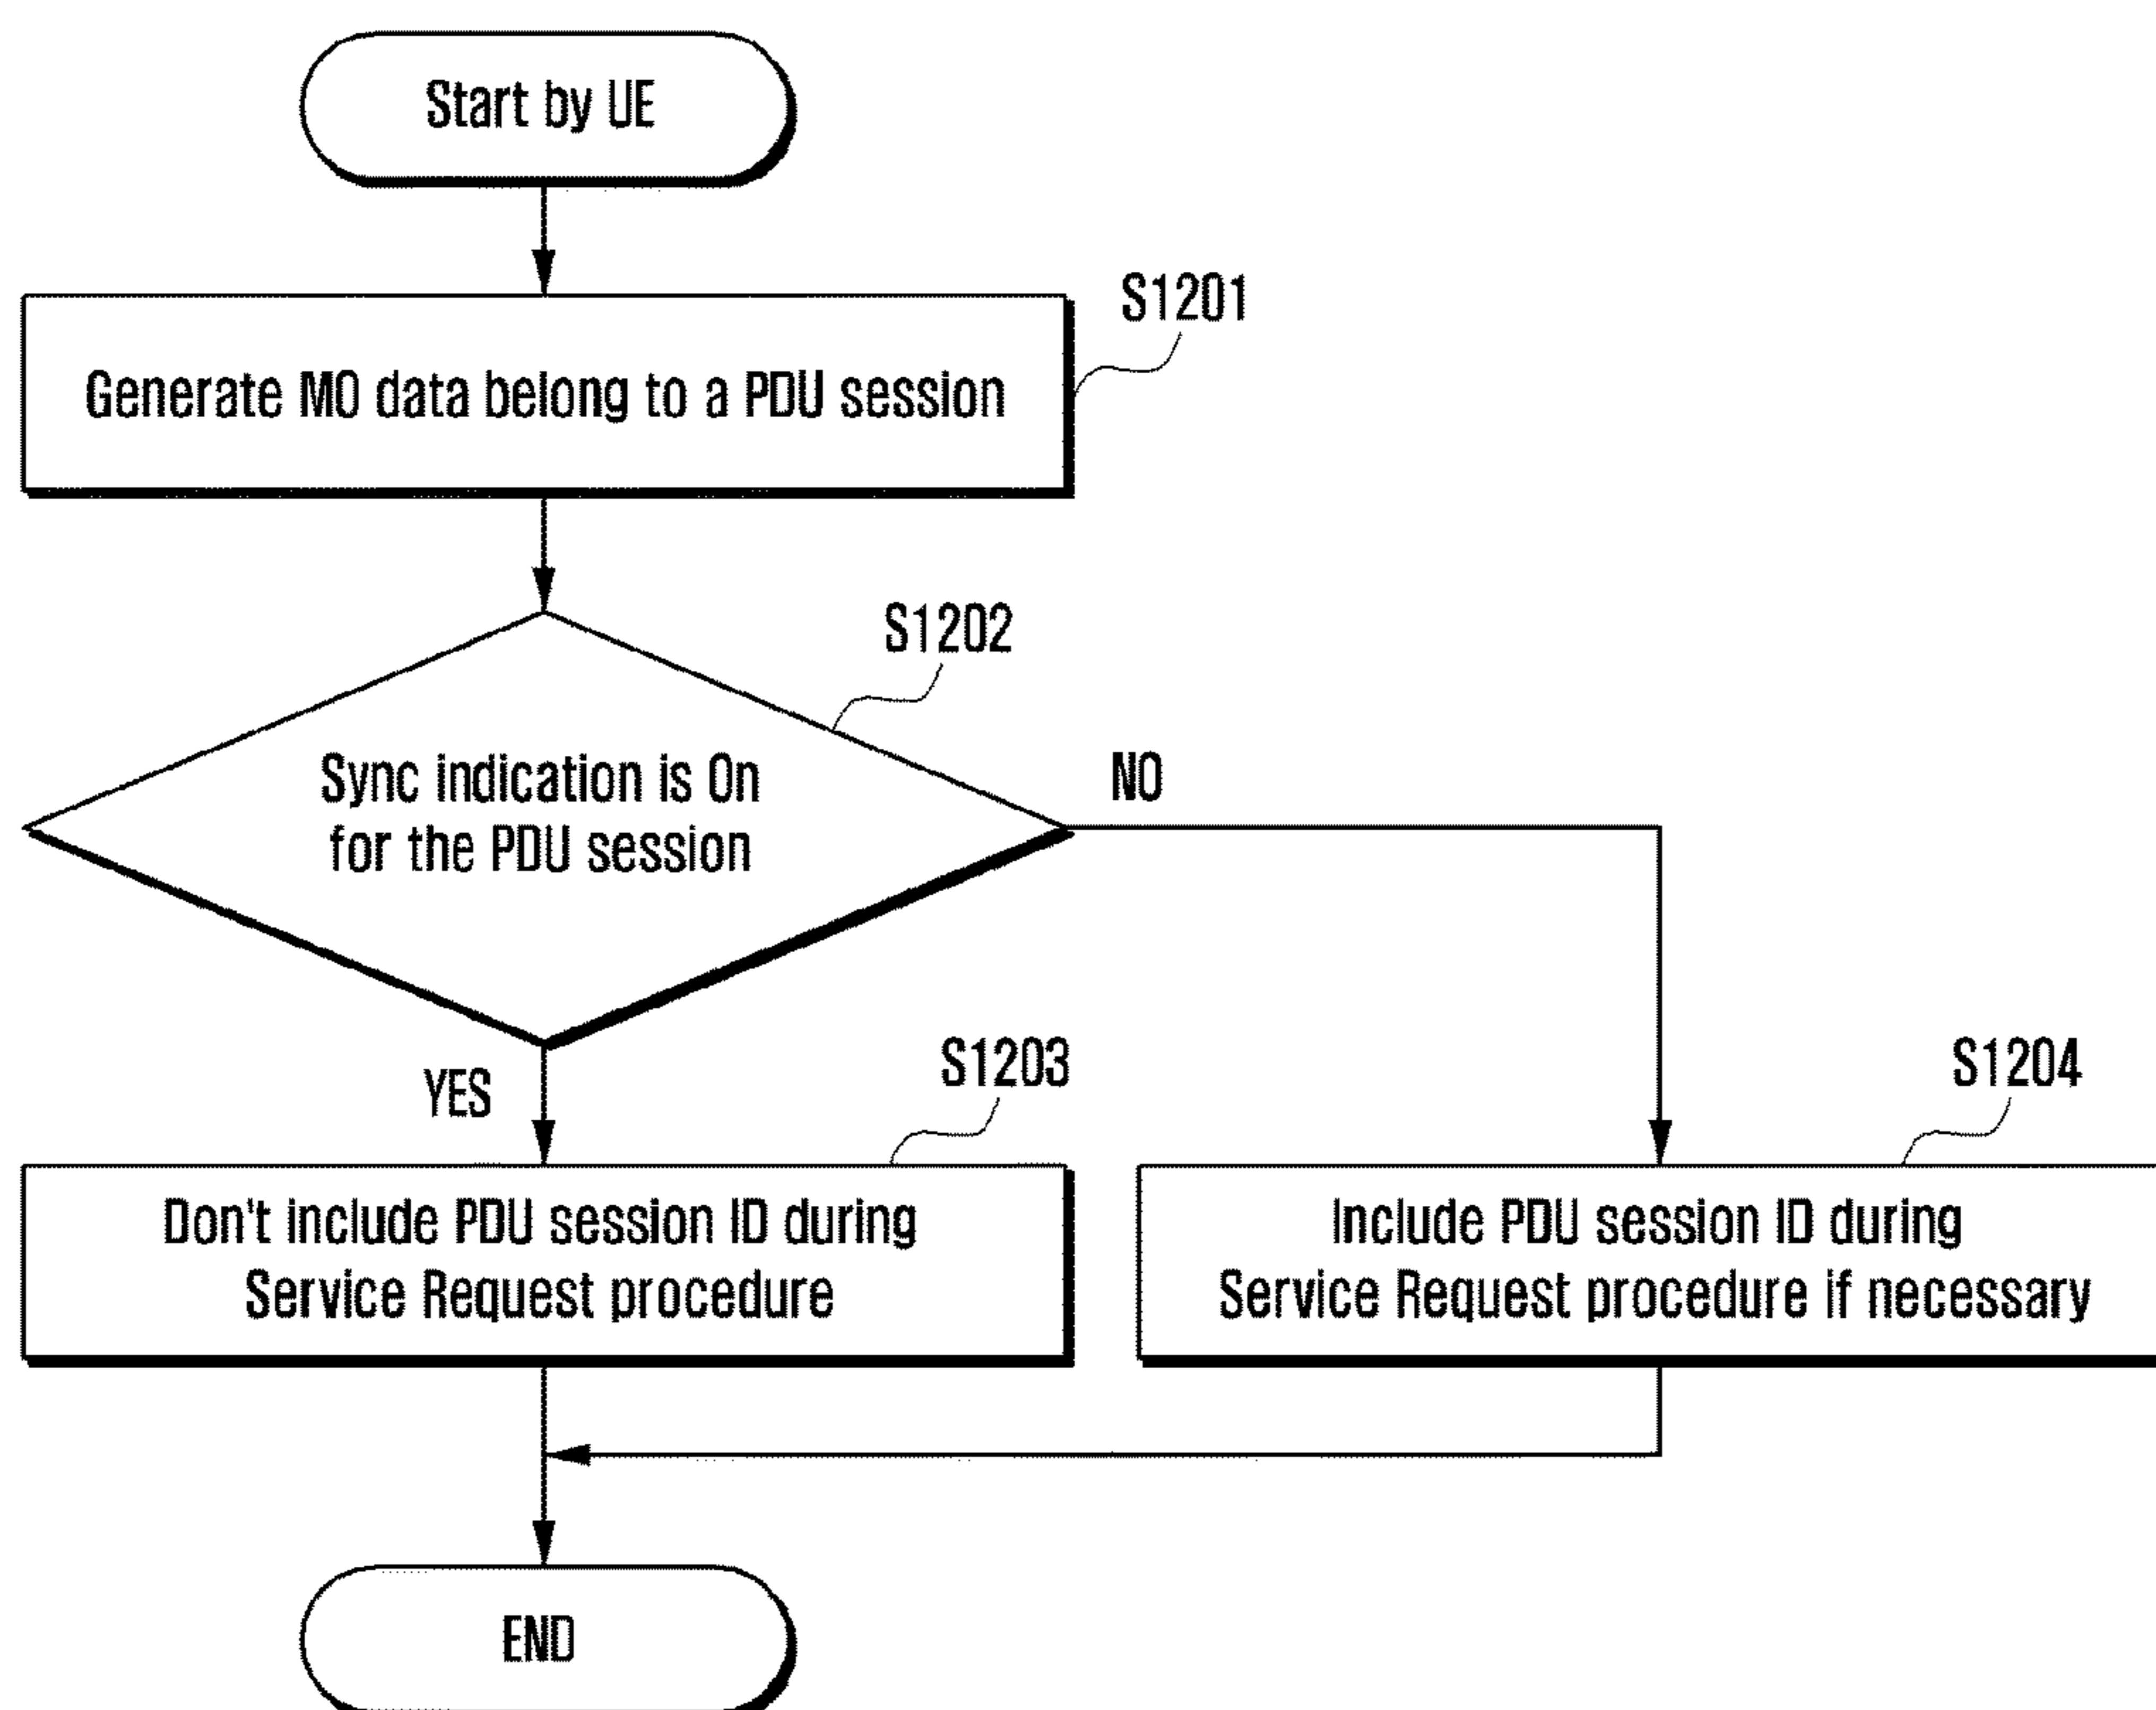 Start by UE
S1201
Generate MO data belong to a PDU session
S1202
Sync indication is On
for the PDU session
NO
YES
S1203
S1204
Don't include PDU session ID during
Service Request procedure
Include PDU session ID during
Service Request procedure if necessary
END